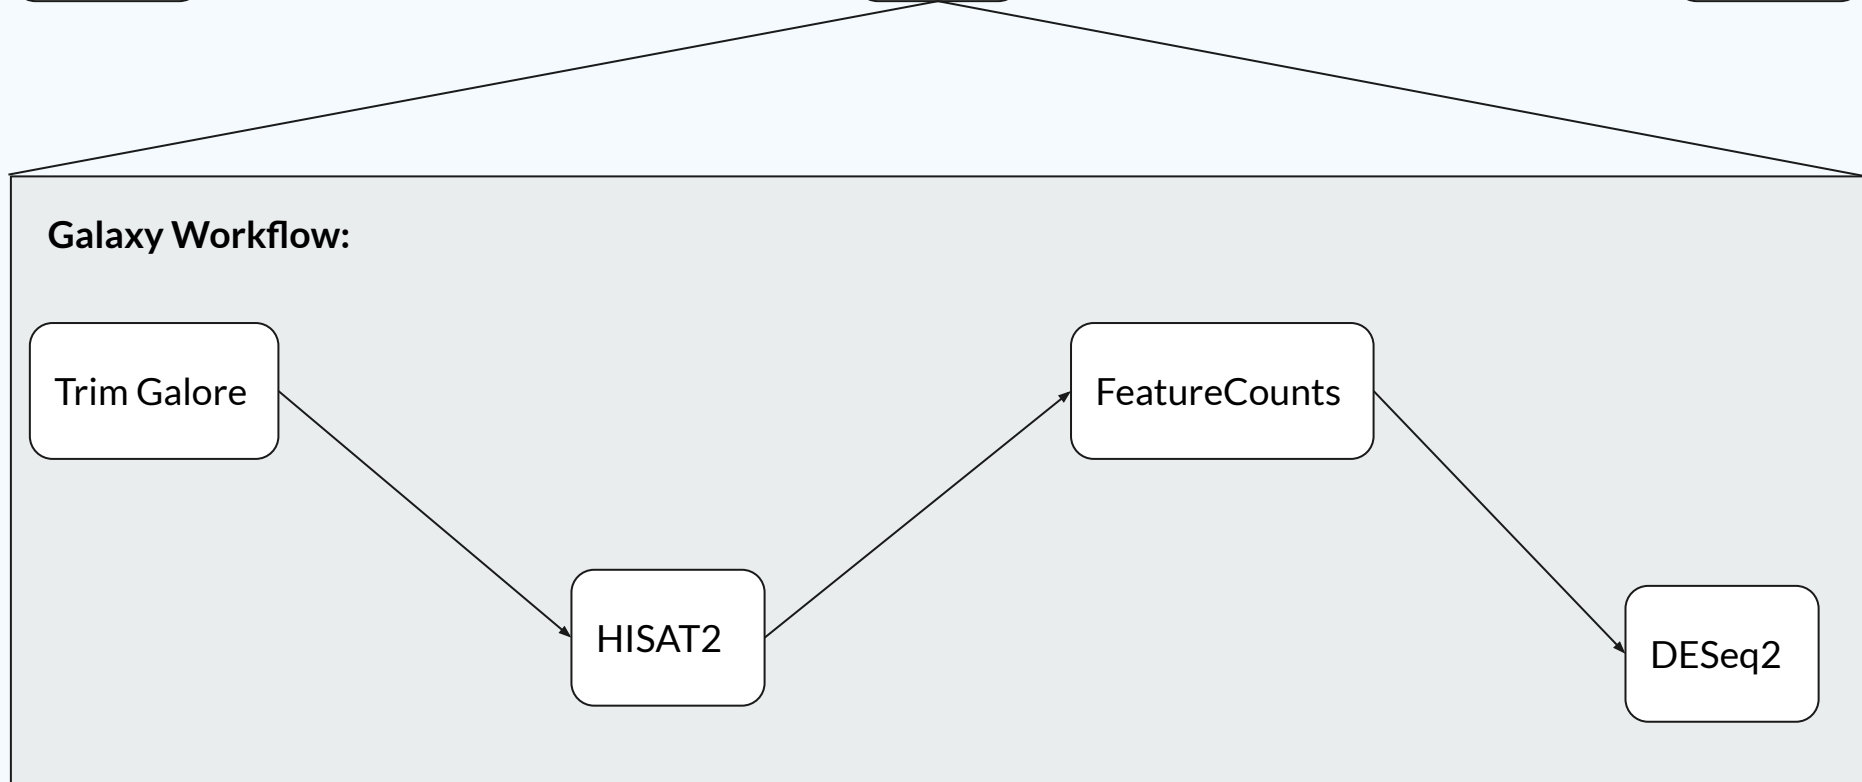 Galaxy Workflow:
Trim Galore
FeatureCounts
HISAT2
DESeq2